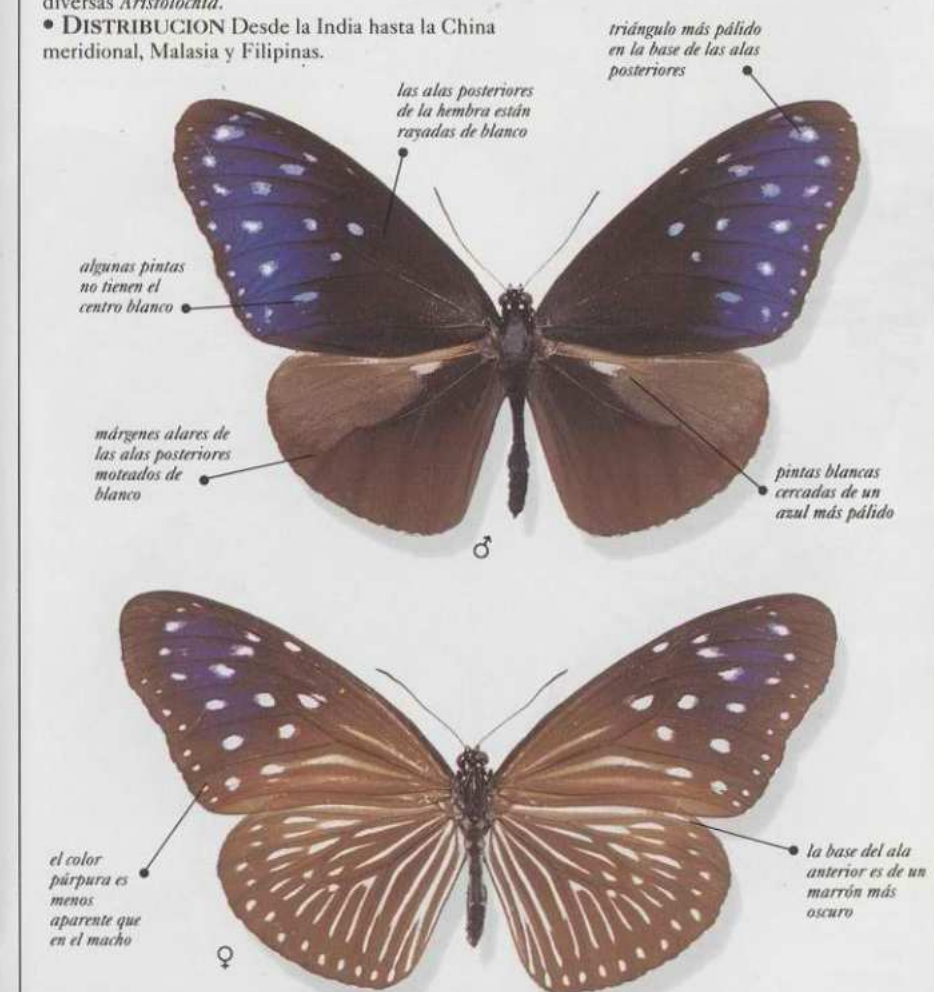 diversas Aristolochia.
• DISTRIBUCION Desde la India hasta la China
meridional, Malasia y Filipinas.
triángulo más pálido
en la base de las alas
posteriores
las alas posteriores
de la hembra están
rayadas de blanco
algunas pintas
no tienen el
centro blanco
márgenes alares de
las alas posteriores
moteados de
blanco
pintas blancas
cercadas de un
azul más pálido
♂
el color
púrpura es
menos
aparente que
en el macho
la base del ala
anterior es de un
marrón más
oscuro
♀